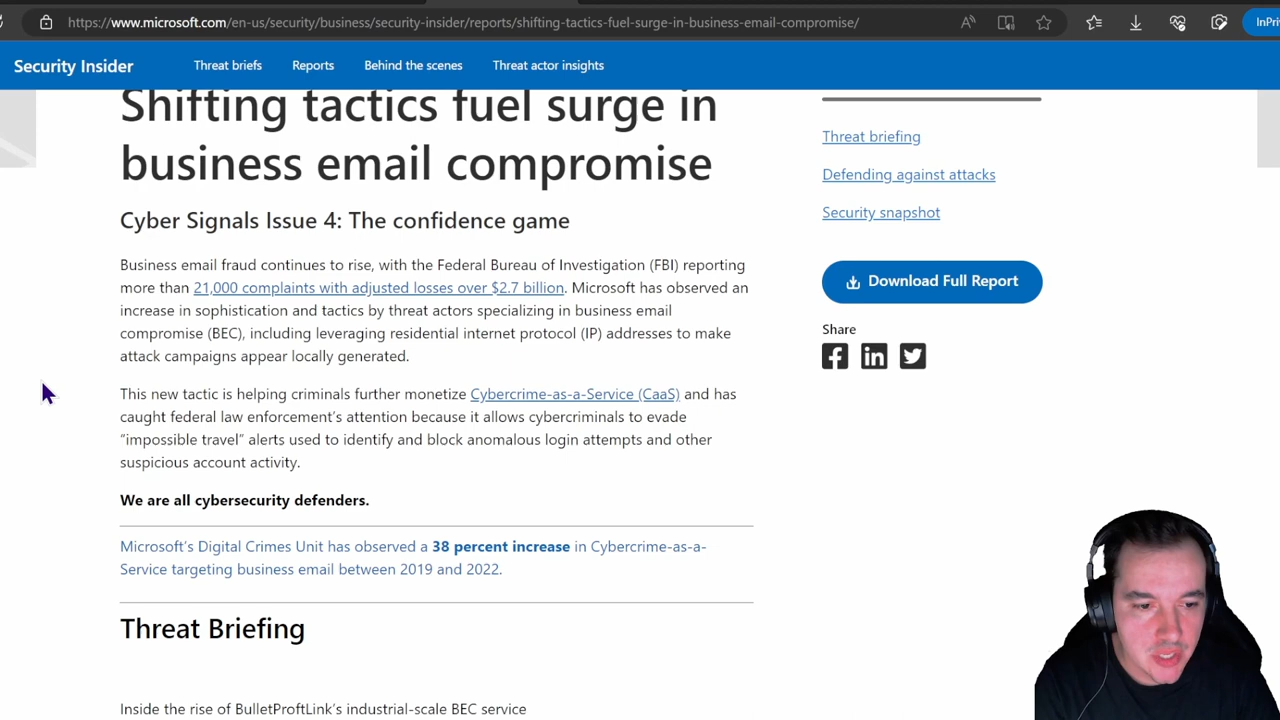 https://www.microsoft.com/en-us/security/business/security-insider/reports/shifting-tactics-fuel-surge-in-business-email-compromise/
InPri
Security Insider
Threat briefs
Reports
Behind the scenes
Threat actor insights
Shifting tactics fuel surge in
business email compromise
Cyber Signals Issue 4: The confidence game
Business email fraud continues to rise, with the Federal Bureau of Investigation (FBI) reporting
more than 21,000 complaints with adjusted losses over $2.7 billion. Microsoft has observed an
increase in sophistication and tactics by threat actors specializing in business email
compromise (BEC), including leveraging residential internet protocol (IP) addresses to make
attack campaigns appear locally generated.
This new tactic is helping criminals further monetize Cybercrime-as-a-Service (CaaS) and has
caught federal law enforcement’s attention because it allows cybercriminals to evade
“impossible travel” alerts used to identify and block anomalous login attempts and other
suspicious account activity.
We are all cybersecurity defenders.
Microsoft’s Digital Crimes Unit has observed a 38 percent increase in Cybercrime-as-a-
Service targeting business email between 2019 and 2022.
Threat Briefing
Inside the rise of BulletProftLink’s industrial-scale BEC service
Threat briefing
Defending against attacks
Security snapshot
Download Full Report
Share